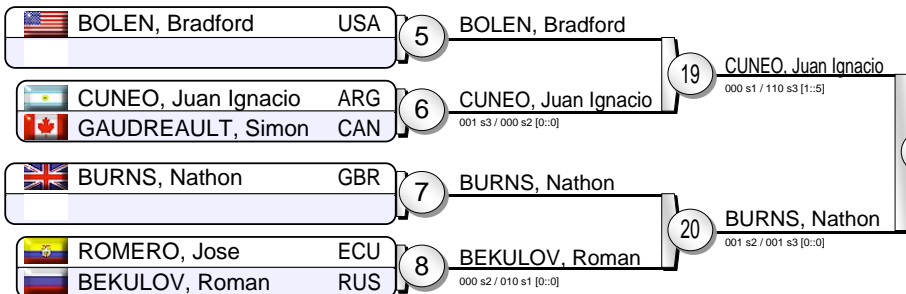 BOLEN, Bradford USA
5
BOLEN, Bradford
CUNEO, Juan Ignacio ARG
GAUDREAULT, Simon CAN
6
CUNEO, Juan Ignacio
001 s3 / 000 s2 [0::0]
19
CUNEO, Juan Ignacio
000 s1 / 110 s3 [1::5]
BURNS, Nathon GBR
7
BURNS, Nathon
ROMERO, Jose ECU
BEKULOV, Roman RUS
8
BEKULOV, Roman
000 s2 / 010 s1 [0::0]
20
BURNS, Nathon
001 s2 / 001 s3 [0::0]